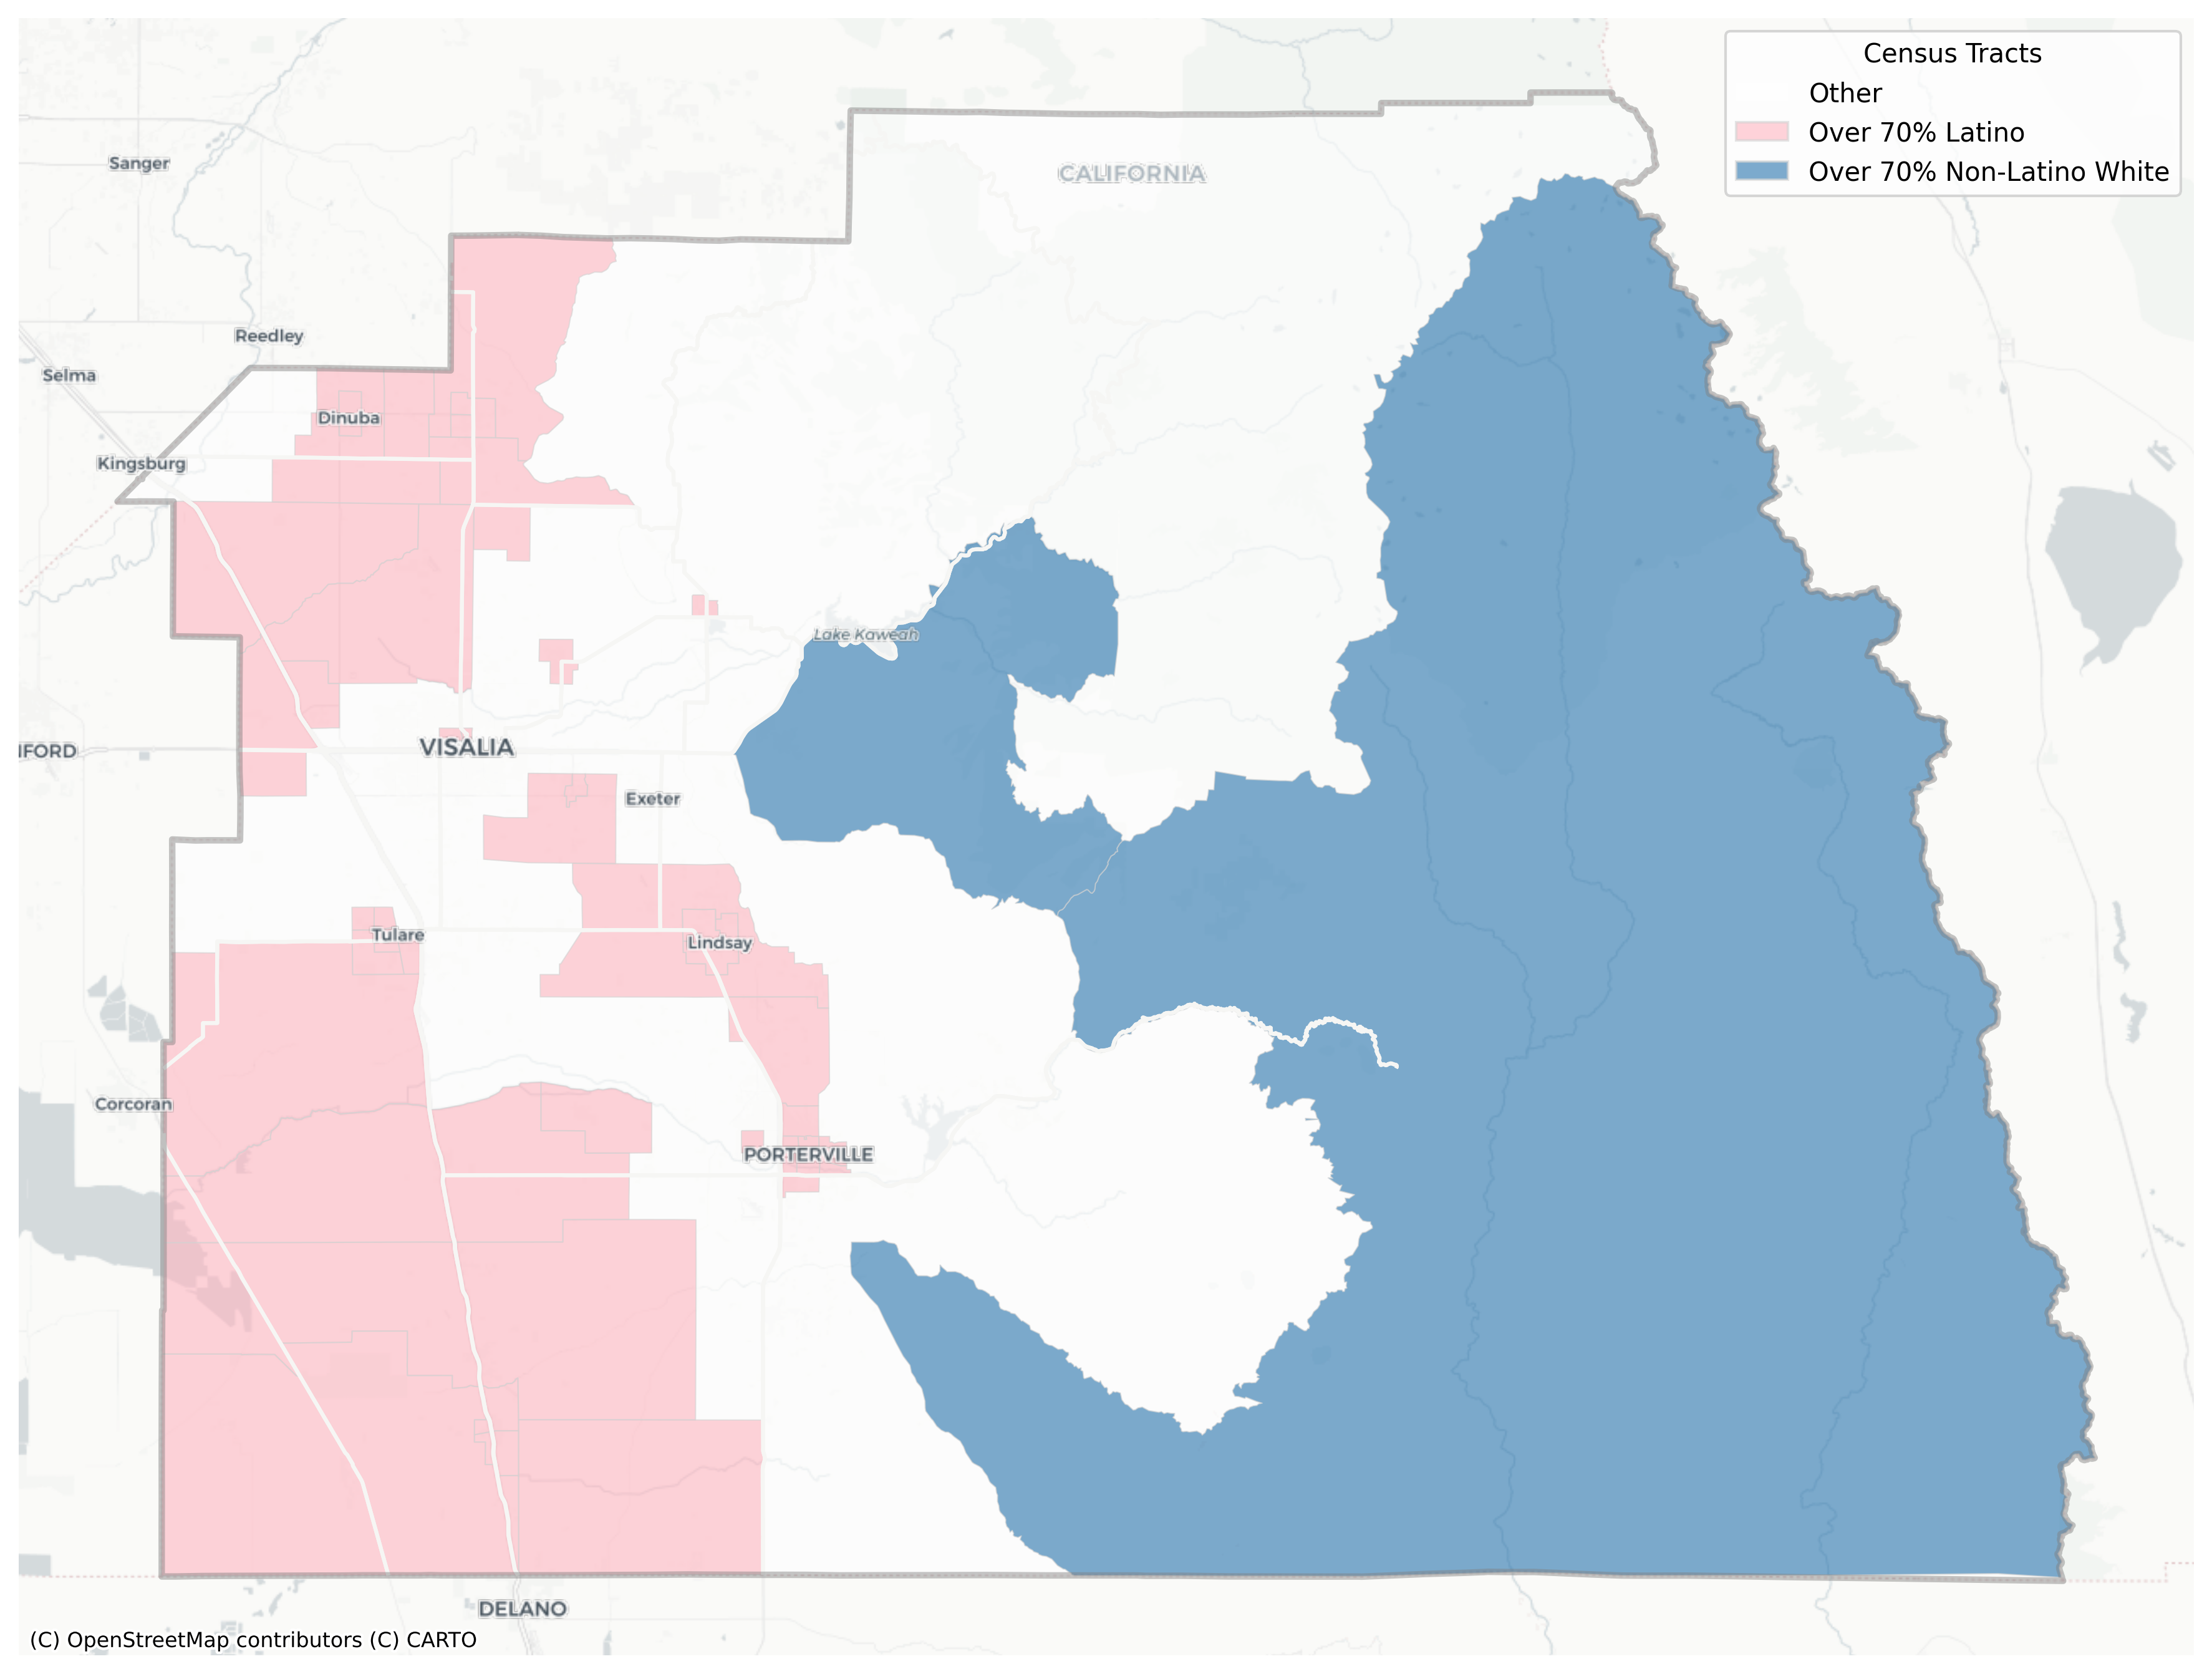 Census Tracts
Other
Over 70% Latino
Over 70% Non-Latino White
Sanger
CALIFORNIA
Reedley
Selma
Dinuba
Kingsburg
Lake Kaweah
IFORD
VISALIA
Exeter
Tulare
Lindsay
Corcoran
PORTERVILLE
DELANO
(C) OpenStreetMap contributors (C) CARTO